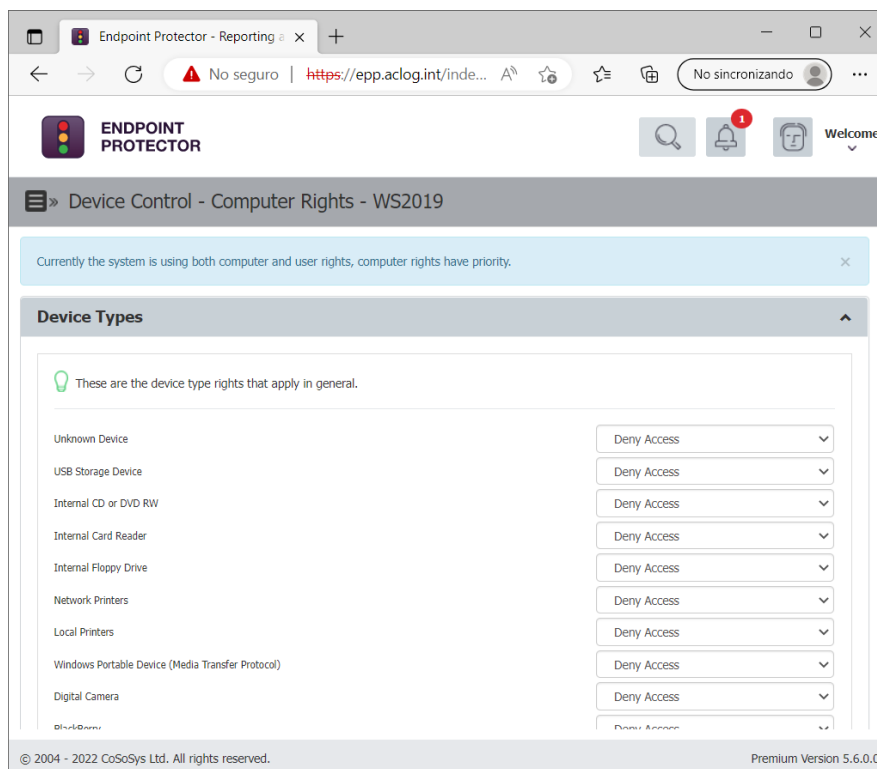 Endpoint Protector - Reporting a
No seguro | https://epp.aclog.int/inde... No sincronizando
ENDPOINT
PROTECTOR
1
Welcome
Device Control - Computer Rights - WS2019
Currently the system is using both computer and user rights, computer rights have priority.
Device Types
These are the device type rights that apply in general.
Unknown Device Deny Access
USB Storage Device Deny Access
Internal CD or DVD RW Deny Access
Internal Card Reader Deny Access
Internal Floppy Drive Deny Access
Network Printers Deny Access
Local Printers Deny Access
Windows Portable Device (Media Transfer Protocol) Deny Access
Digital Camera Deny Access
BlackBerry Deny Access
© 2004 - 2022 CoSoSys Ltd. All rights reserved. Premium Version 5.6.0.0